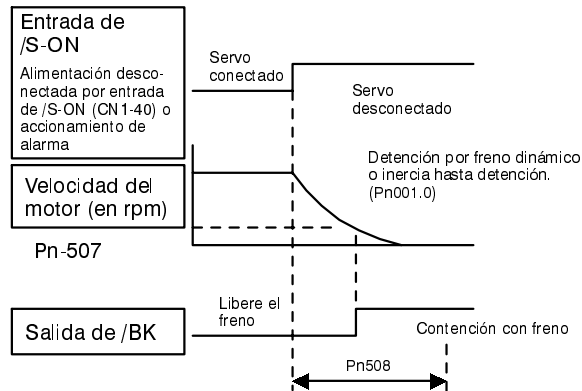 Entrada de
/S-ON
Alimentación desco-
nectada por entrada
de /S-ON (CN1-40) o
accionamiento de
alarma
Servo
conectado
Servo
desconectado
Detención por freno dinámico
o inercia hasta detención.
(Pn001.0)
Velocidad del
motor (en rpm)
Pn-507
Libere el
freno
Salida de /BK
Contención con freno
Pn508